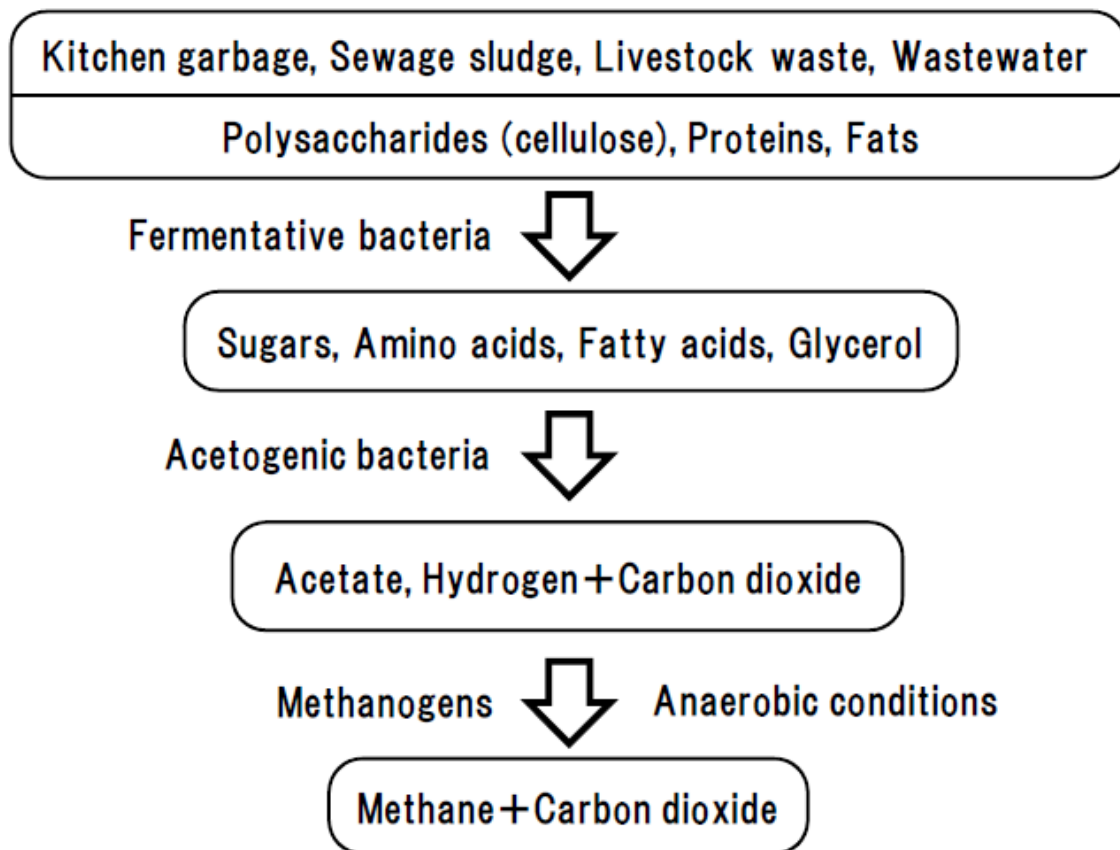 Kitchen garbage, Sewage sludge, Livestock waste, Wastewater
Polysaccharides (cellulose), Proteins, Fats
Fermentative bacteria
Sugars, Amino acids, Fatty acids, Glycerol
Acetogenic bacteria
Acetate, Hydrogen+Carbon dioxide
Methanogens
Anaerobic conditions
Methane+Carbon dioxide